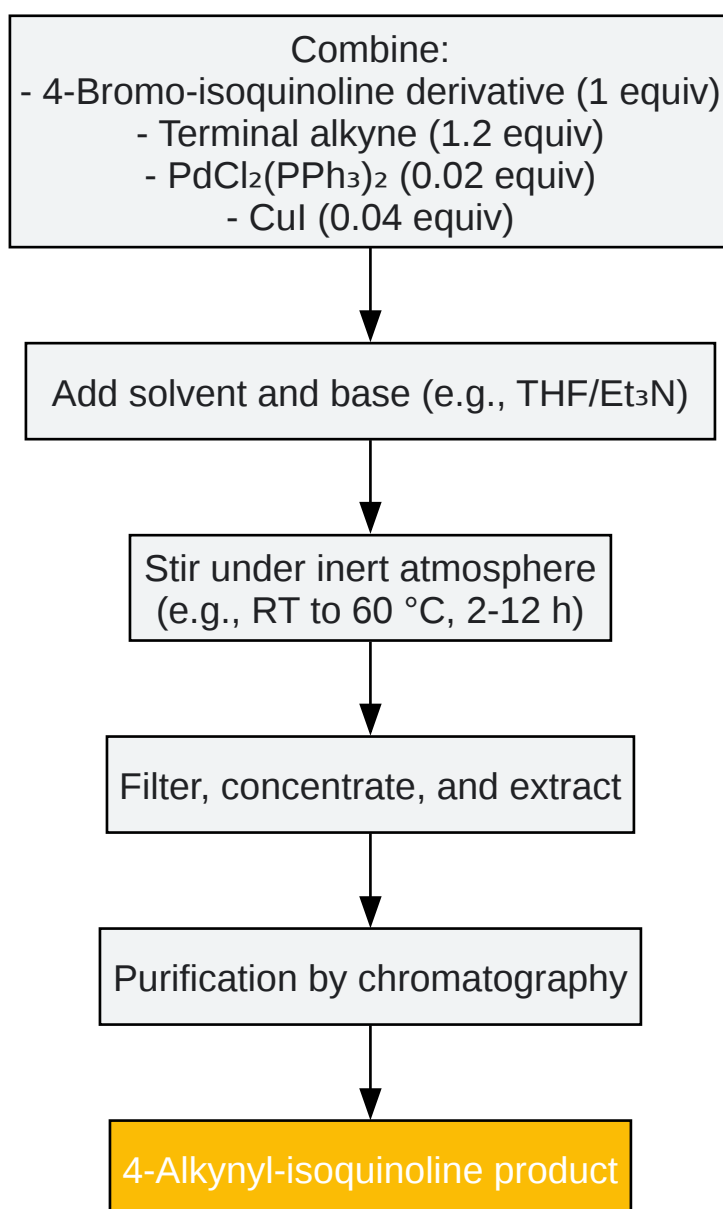 Combine:
- 4-Bromo-isoquinoline derivative (1 equiv)
- Terminal alkyne (1.2 equiv)
- PdCl₂(PPh₃)₂ (0.02 equiv)
- CuI (0.04 equiv)
Add solvent and base (e.g., THF/Et₃N)
Stir under inert atmosphere
(e.g., RT to 60 °C, 2-12 h)
Filter, concentrate, and extract
Purification by chromatography
4-Alkynyl-isoquinoline product